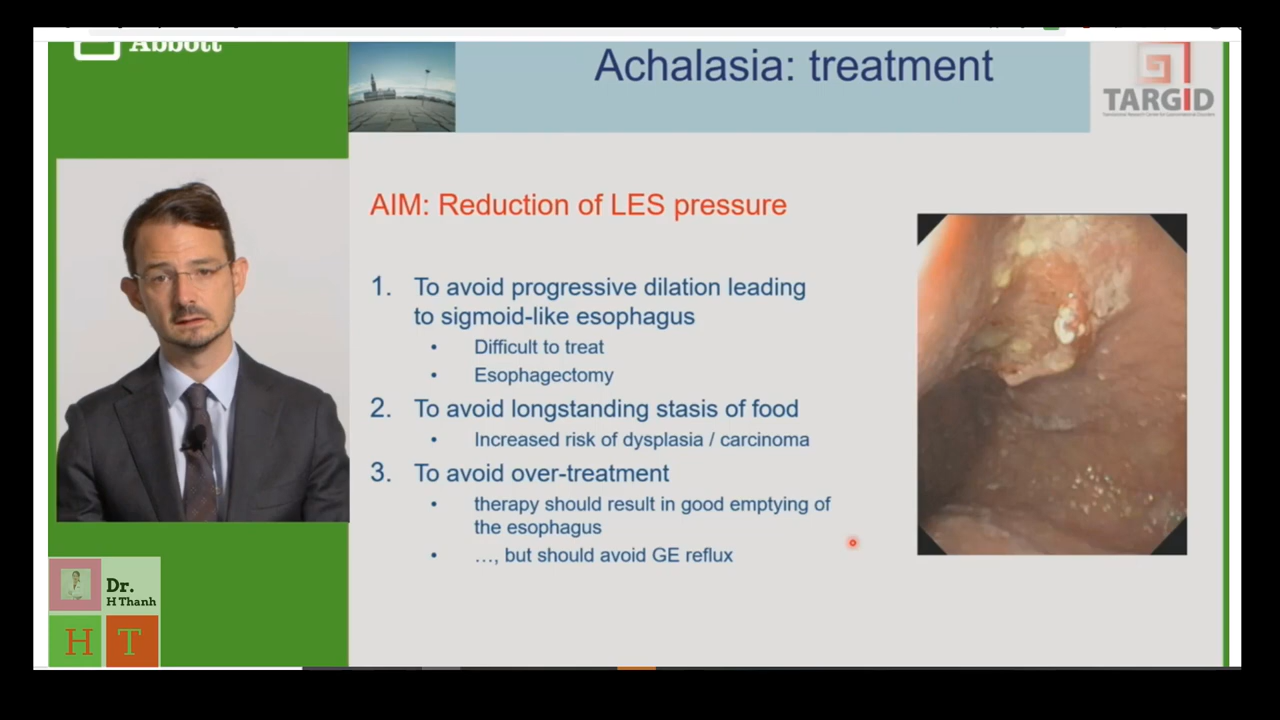 Abbott
Achalasia: treatment
TARGID
AIM: Reduction of LES pressure
1. To avoid progressive dilation leading
to sigmoid-like esophagus
• Difficult to treat
• Esophagectomy
2. To avoid longstanding stasis of food
• Increased risk of dysplasia / carcinoma
3. To avoid over-treatment
• therapy should result in good emptying of
the esophagus
• …, but should avoid GE reflux
Dr.
H Thanh
H T